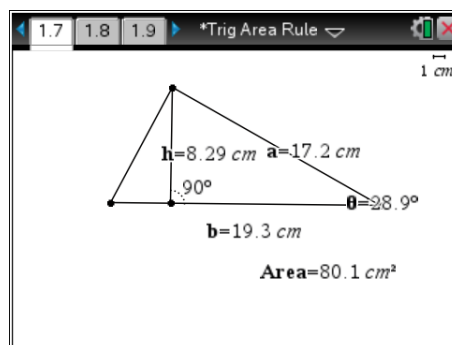 1.7 1.8 1.9 *Trig Area Rule
1 cm
h=8.29 cm a=17.2 cm
90°
θ=28.9°
b=19.3 cm
Area=80.1 cm²